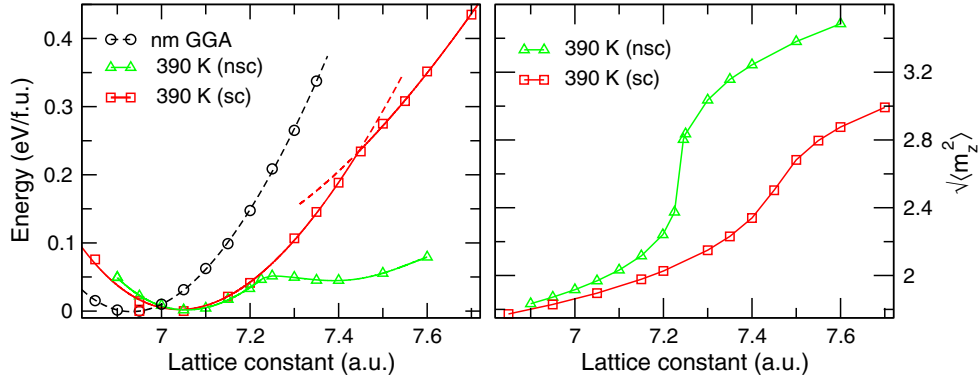 nm GGA
390 K (nsc)
390 K (sc)
Energy (eV/f.u.)
0.4
0.3
0.2
0.1
0
7
7.2
7.4
7.6
Lattice constant (a.u.)
390 K (nsc)
390 K (sc)
3.2
2.8
2.4
2
√⟨m_z^2⟩
7
7.2
7.4
7.6
Lattice constant (a.u.)